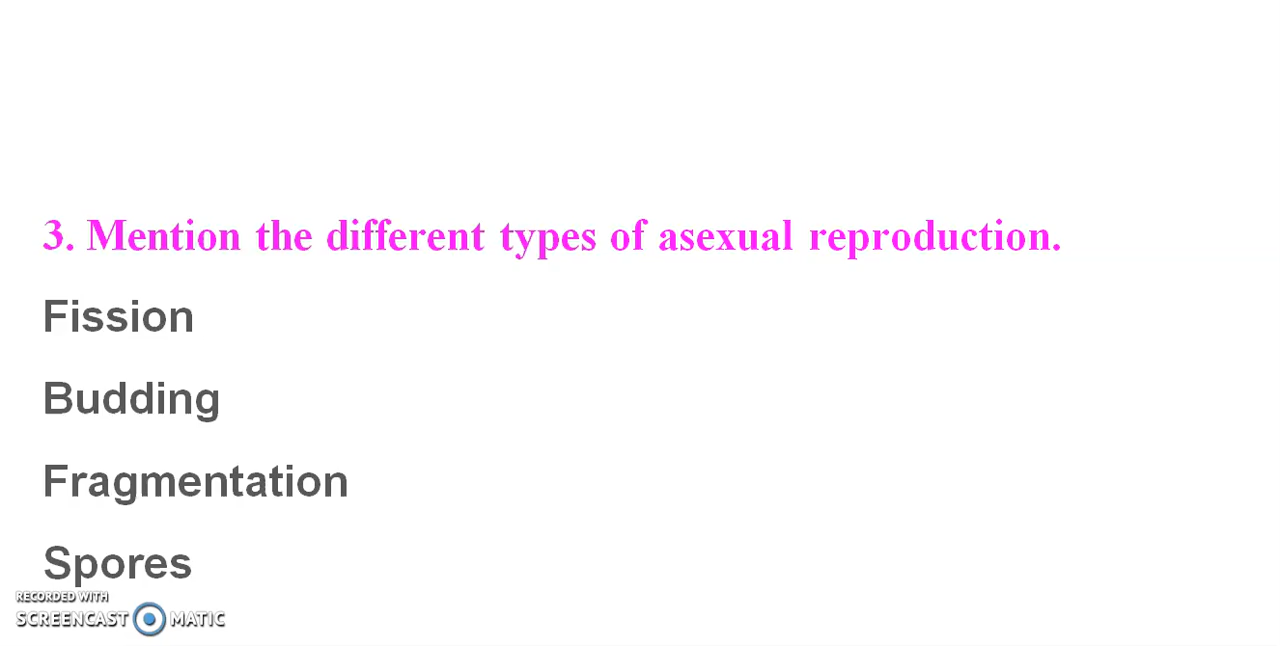 3. Mention the different types of asexual reproduction.
Fission
Budding
Fragmentation
Spores
RECORDED WITH
SCREENCAST MATIC